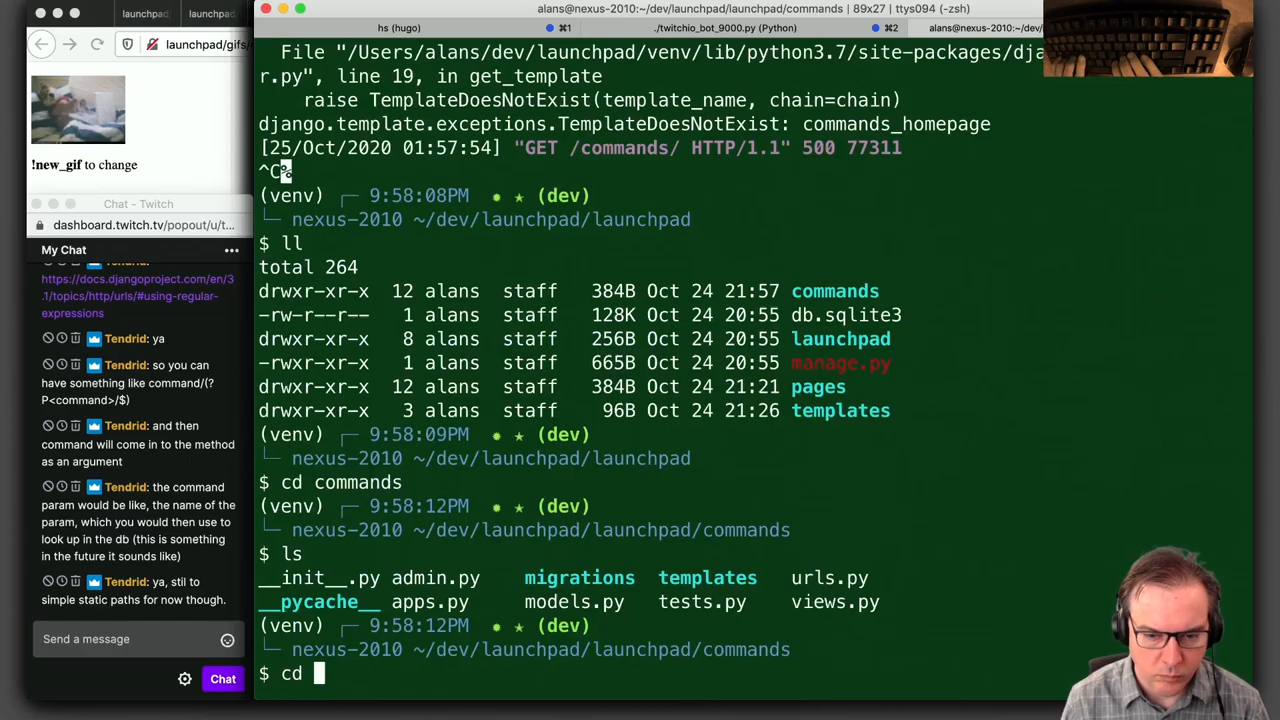 alans@nexus-2010:~/dev/launchpad/launchpad/commands | 89x27 | ttys094 (-zsh)
launchpad
launchpad
hs (hugo)
⌘1
./twitchio_bot_9000.py (Python)
⌘2
alans@nexus-2010:~/dev/launchpad/
launchpad/gifs/
!new_gif to change
Chat - Twitch
dashboard.twitch.tv/popout/u/t...
My Chat
Tendrid:
https://docs.djangoproject.com/en/3
.1/topics/http/urls/#using-regular-
expressions
Tendrid: ya
Tendrid: so you can
have something like command/(?
P<command>/$)
Tendrid: and then
command will come in to the method
as an argument
Tendrid: the command
param would be like, the name of the
param, which you would then use to
look up in the db (this is something
in the future it sounds like)
Tendrid: ya, stil to
simple static paths for now though.
Send a message
Chat
File "/Users/alans/dev/launchpad/venv/lib/python3.7/site-packages/dja
r.py", line 19, in get_template
raise TemplateDoesNotExist(template_name, chain=chain)
django.template.exceptions.TemplateDoesNotExist: commands_homepage
[25/Oct/2020 01:57:54] "GET /commands/ HTTP/1.1" 500 77311
^C%
(venv) ┌─ 9:58:08PM ✹ ★ (dev)
└─ nexus-2010 ~/dev/launchpad/launchpad
$ ll
total 264
drwxr-xr-x 12 alans staff 384B Oct 24 21:57 commands
-rw-r--r-- 1 alans staff 128K Oct 24 20:55 db.sqlite3
drwxr-xr-x 8 alans staff 256B Oct 24 20:55 launchpad
-rwxr-xr-x 1 alans staff 665B Oct 24 20:55 manage.py
drwxr-xr-x 12 alans staff 384B Oct 24 21:21 pages
drwxr-xr-x 3 alans staff 96B Oct 24 21:26 templates
(venv) ┌─ 9:58:09PM ✹ ★ (dev)
└─ nexus-2010 ~/dev/launchpad/launchpad
$ cd commands
(venv) ┌─ 9:58:12PM ✹ ★ (dev)
└─ nexus-2010 ~/dev/launchpad/launchpad/commands
$ ls
__init__.py admin.py migrations templates urls.py
__pycache__ apps.py models.py tests.py views.py
(venv) ┌─ 9:58:12PM ✹ ★ (dev)
└─ nexus-2010 ~/dev/launchpad/launchpad/commands
$ cd